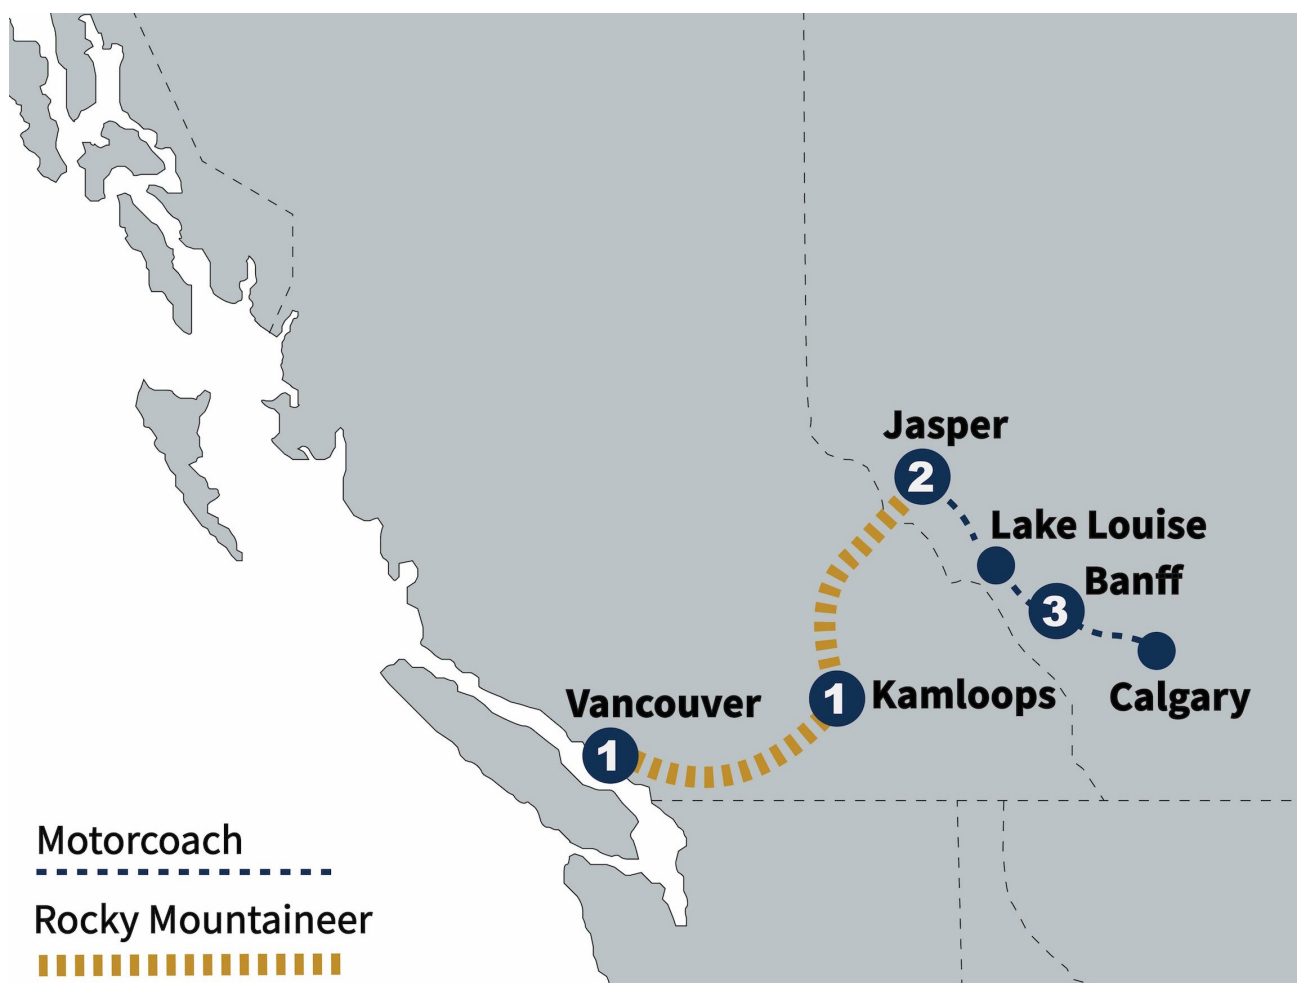 Jasper
2
Lake Louise
Banff
3
Vancouver
1
1
Kamloops
Calgary
Motorcoach
Rocky Mountaineer